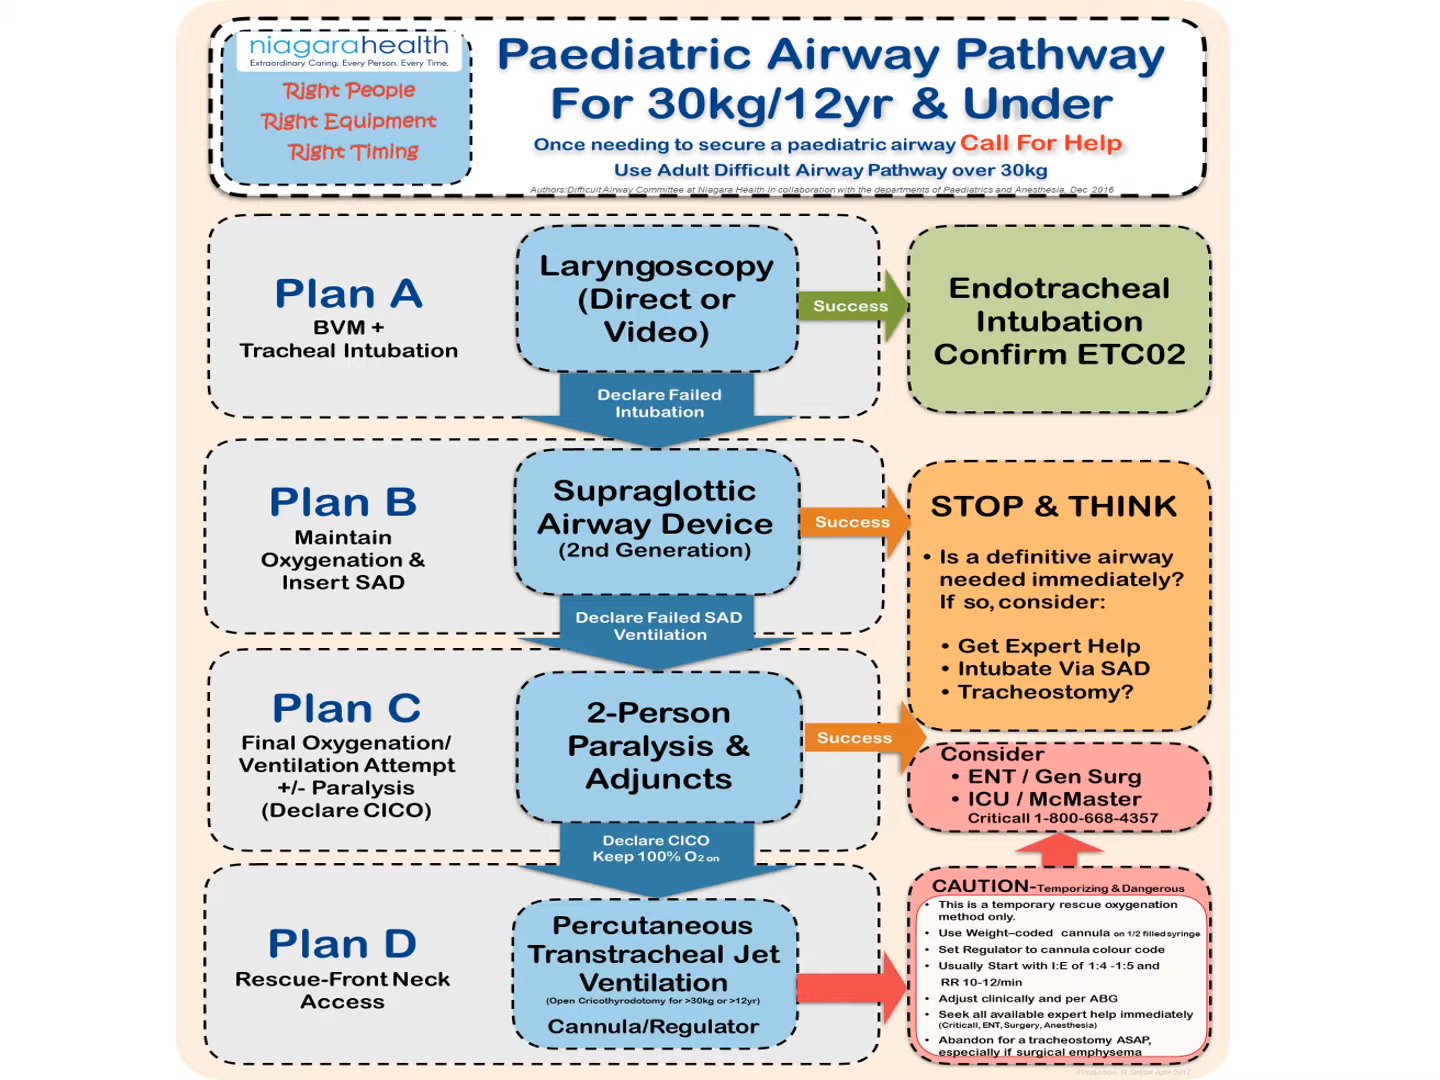 niagarahealth
Extraordinary Caring. Every Person. Every Time.
Right People
Right Equipment
Right Timing
Paediatric Airway Pathway
For 30kg/12yr & Under
Once needing to secure a paediatric airway Call For Help
Use Adult Difficult Airway Pathway over 30kg
Authors:Difficult Airway Committee at Niagara Health in collaboration with the departments of Paediatrics and Anesthesia, Dec 2016
Plan A
BVM +
Tracheal Intubation
Laryngoscopy
(Direct or
Video)
Success
Endotracheal
Intubation
Confirm ETC02
Declare Failed
Intubation
Plan B
Maintain
Oxygenation &
Insert SAD
Supraglottic
Airway Device
(2nd Generation)
Success
STOP & THINK
• Is a definitive airway
needed immediately?
If so, consider:
• Get Expert Help
• Intubate Via SAD
• Tracheostomy?
Declare Failed SAD
Ventilation
Plan C
Final Oxygenation/
Ventilation Attempt
+/- Paralysis
(Declare CICO)
2-Person
Paralysis &
Adjuncts
Success
Consider
• ENT / Gen Surg
• ICU / McMaster
Criticall 1-800-668-4357
Declare CICO
Keep 100% O2 on
Plan D
Rescue-Front Neck
Access
Percutaneous
Transtracheal Jet
Ventilation
(Open Cricothyrodotomy for >30kg or >12yr)
Cannula/Regulator
CAUTION-Temporizing & Dangerous
• This is a temporary rescue oxygenation
method only.
• Use Weight–coded cannula on 1/2 filled syringe
• Set Regulator to cannula colour code
• Usually Start with I:E of 1:4 -1:5 and
RR 10-12/min
• Adjust clinically and per ABG
• Seek all available expert help immediately
(Criticall, ENT, Surgery, Anesthesia)
• Abandon for a tracheostomy ASAP,
especially if surgical emphysema